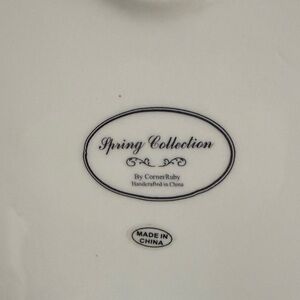 Spring Collection
By CornerRuby
Handcrafted in China
MADE IN
CHINA